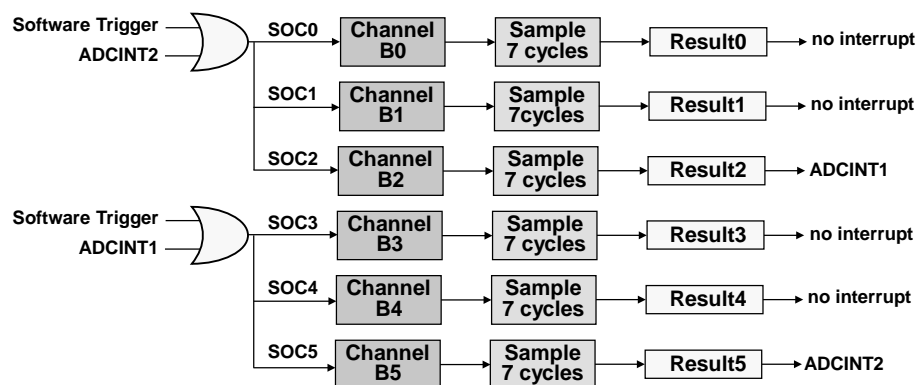 Software Trigger
ADCINT2
SOC0
Channel
B0
Sample
7 cycles
Result0
no interrupt
SOC1
Channel
B1
Sample
7cycles
Result1
no interrupt
SOC2
Channel
B2
Sample
7 cycles
Result2
ADCINT1
Software Trigger
ADCINT1
SOC3
Channel
B3
Sample
7 cycles
Result3
no interrupt
SOC4
Channel
B4
Sample
7 cycles
Result4
no interrupt
SOC5
Channel
B5
Sample
7 cycles
Result5
ADCINT2